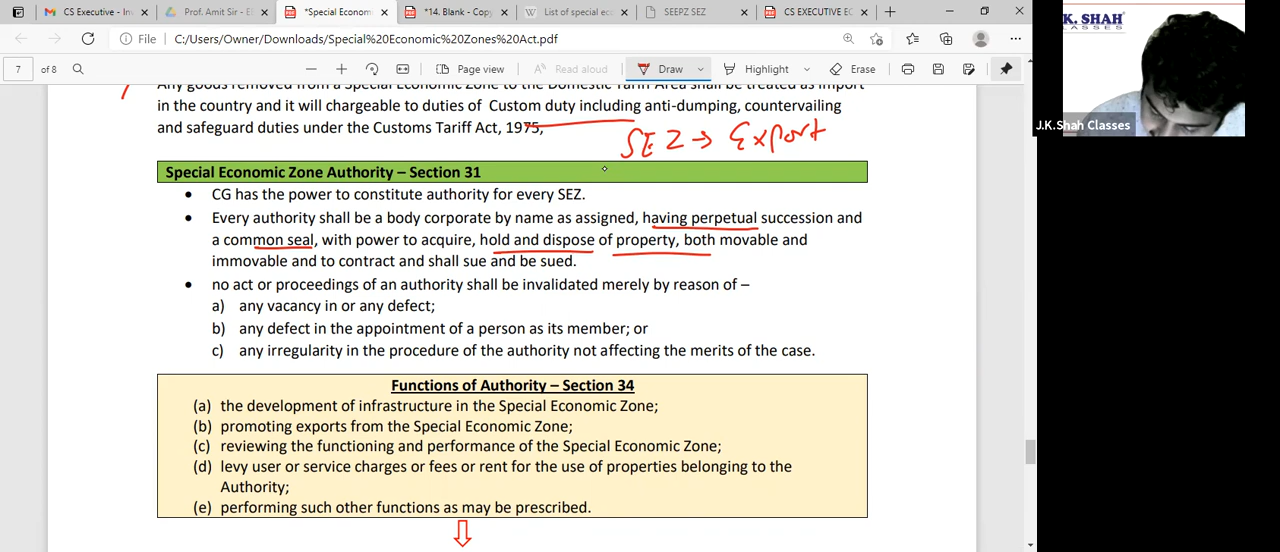 CS Executive - Inv
Prof. Amit Sir - E
*Special Econom
*14. Blank - Copy
List of special ec
SEEPZ SEZ
CS EXECUTIVE EC
File
C:/Users/Owner/Downloads/Special%20Economic%20Zones%20Act.pdf
7 of 8
Page view
Read aloud
Draw
Highlight
Erase
K. SHAH
CLASSES
J.K.Shah Classes
Any goods removed from a Special Economic Zone to the Domestic Tariff Area shall be treated as import
in the country and it will chargeable to duties of Custom duty including anti-dumping, countervailing
and safeguard duties under the Customs Tariff Act, 1975,
SEZ → Export
Special Economic Zone Authority – Section 31
• CG has the power to constitute authority for every SEZ.
• Every authority shall be a body corporate by name as assigned, having perpetual succession and
a common seal, with power to acquire, hold and dispose of property, both movable and
immovable and to contract and shall sue and be sued.
• no act or proceedings of an authority shall be invalidated merely by reason of –
a) any vacancy in or any defect;
b) any defect in the appointment of a person as its member; or
c) any irregularity in the procedure of the authority not affecting the merits of the case.
Functions of Authority – Section 34
(a) the development of infrastructure in the Special Economic Zone;
(b) promoting exports from the Special Economic Zone;
(c) reviewing the functioning and performance of the Special Economic Zone;
(d) levy user or service charges or fees or rent for the use of properties belonging to the
Authority;
(e) performing such other functions as may be prescribed.